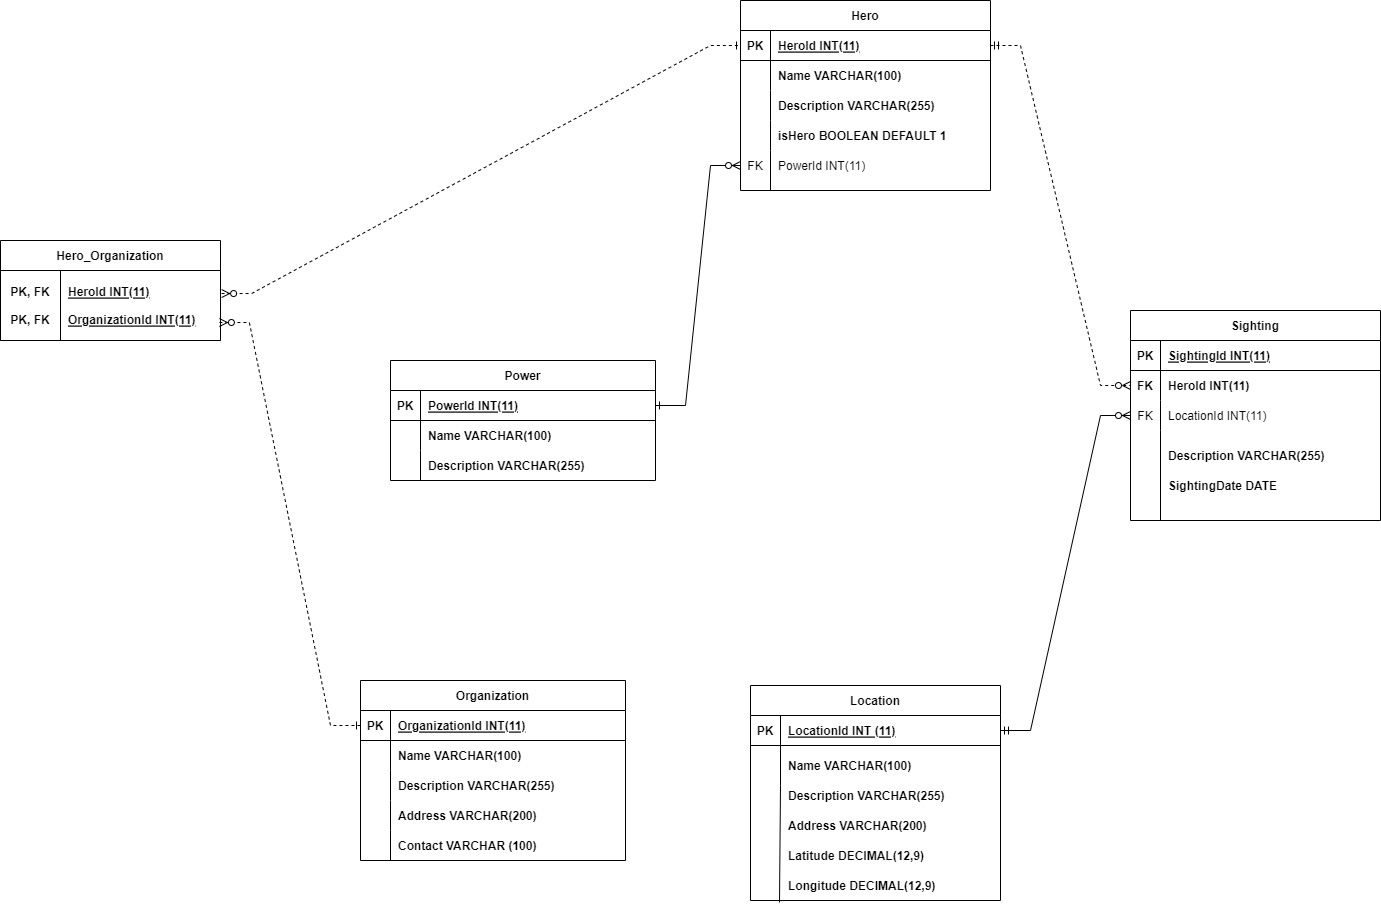 Hero
PK HeroId INT(11)
Name VARCHAR(100)
Description VARCHAR(255)
isHero BOOLEAN DEFAULT 1
FK PowerId INT(11)
Hero_Organization
PK, FK HeroId INT(11)
PK, FK OrganizationId INT(11)
Power
PK PowerId INT(11)
Name VARCHAR(100)
Description VARCHAR(255)
Sighting
PK SightingId INT(11)
FK HeroId INT(11)
FK LocationId INT(11)
Description VARCHAR(255)
SightingDate DATE
Organization
PK OrganizationId INT(11)
Name VARCHAR(100)
Description VARCHAR(255)
Address VARCHAR(200)
Contact VARCHAR (100)
Location
PK LocationId INT (11)
Name VARCHAR(100)
Description VARCHAR(255)
Address VARCHAR(200)
Latitude DECIMAL(12,9)
Longitude DECIMAL(12,9)